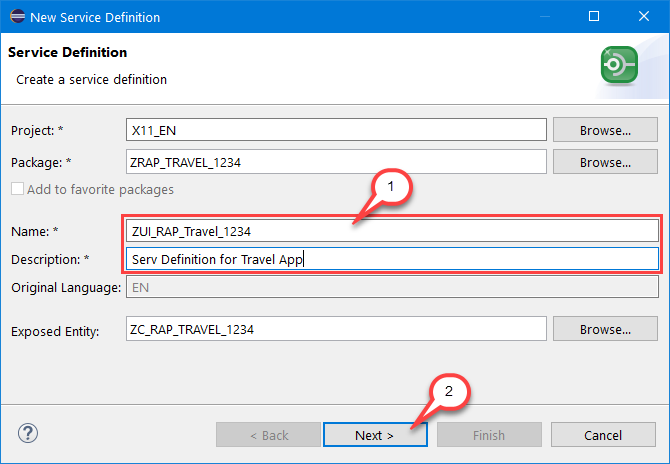 New Service Definition
Service Definition
Create a service definition
Project: * X11_EN Browse...
Package: * ZRAP_TRAVEL_1234 Browse...
Add to favorite packages
1
Name: * ZUI_RAP_Travel_1234
Description: * Serv Definition for Travel App
Original Language: EN
Exposed Entity: ZC_RAP_TRAVEL_1234 Browse...
2
? < Back Next > Finish Cancel